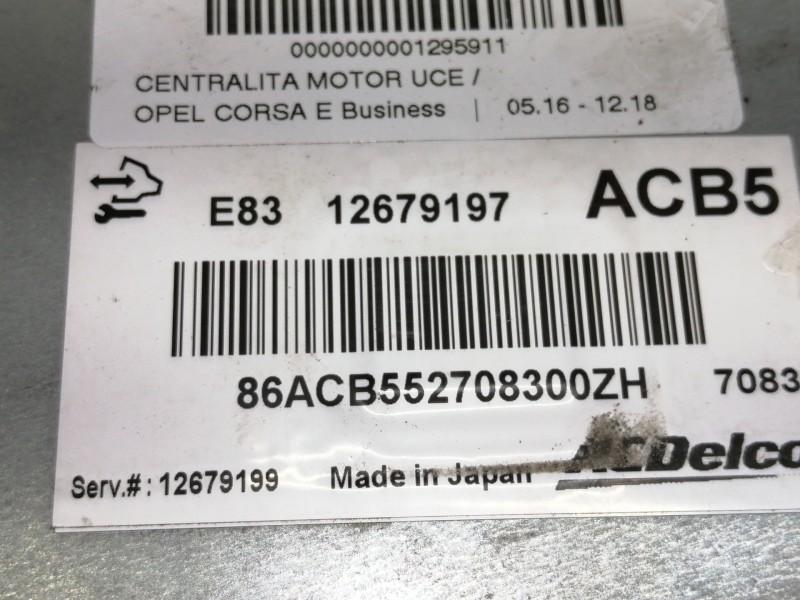 0000000001295911
CENTRALITA MOTOR UCE /
OPEL CORSA E Business | 05.16 - 12.18
E83 12679197 ACB5
86ACB552708300ZH 7083
Serv.#: 12679199 Made in Japan ACDelco